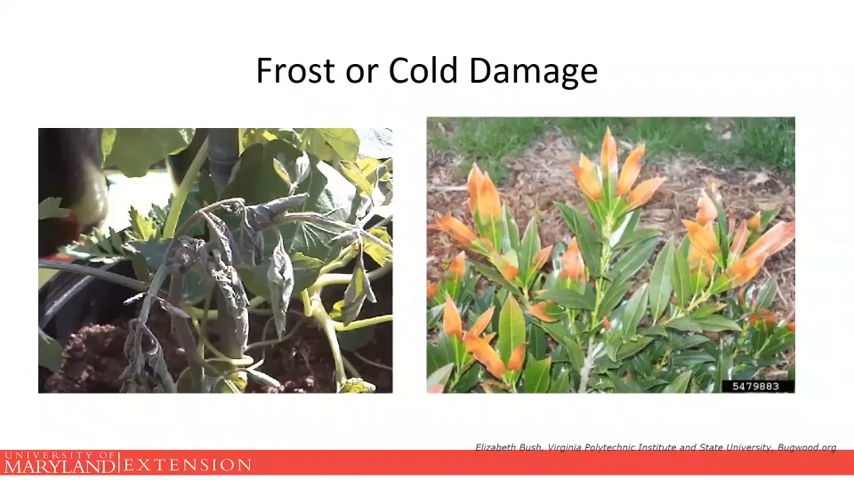 Frost or Cold Damage
5479883
Elizabeth Bush, Virginia Polytechnic Institute and State University, Bugwood.org
UNIVERSITY OF
MARYLAND EXTENSION